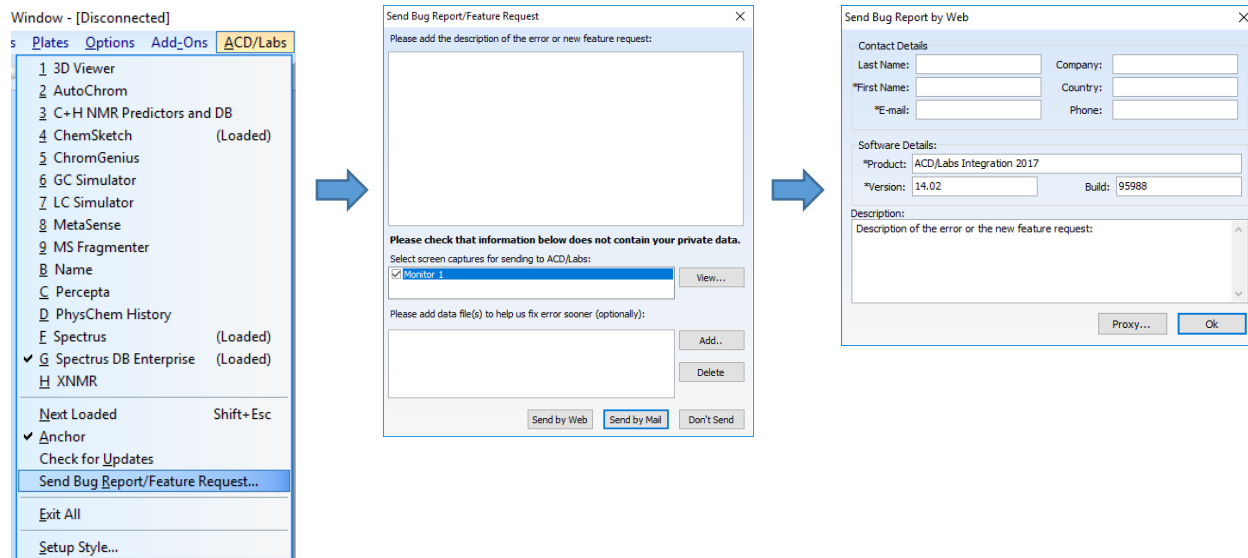 Window - [Disconnected]
s Plates Options Add-Ons ACD/Labs
1 3D Viewer
2 AutoChrom
3 C+H NMR Predictors and DB
4 ChemSketch (Loaded)
5 ChromGenius
6 GC Simulator
7 LC Simulator
8 MetaSense
9 MS Fragmenter
B Name
C Percepta
D PhysChem History
F Spectrus (Loaded)
G Spectrus DB Enterprise (Loaded)
H XNMR
Next Loaded Shift+Esc
Anchor
Check for Updates
Send Bug Report/Feature Request...
Exit All
Setup Style...
Send Bug Report/Feature Request
Please add the description of the error or new feature request:
Please check that information below does not contain your private data.
Select screen captures for sending to ACD/Labs:
Monitor 1
View...
Please add data file(s) to help us fix error sooner (optionally):
Add..
Delete
Send by Web Send by Mail Don't Send
Send Bug Report by Web
Contact Details
Last Name: Company:
*First Name: Country:
*E-mail: Phone:
Software Details:
*Product: ACD/Labs Integration 2017
*Version: 14.02 Build: 95988
Description:
Description of the error or the new feature request:
Proxy... Ok